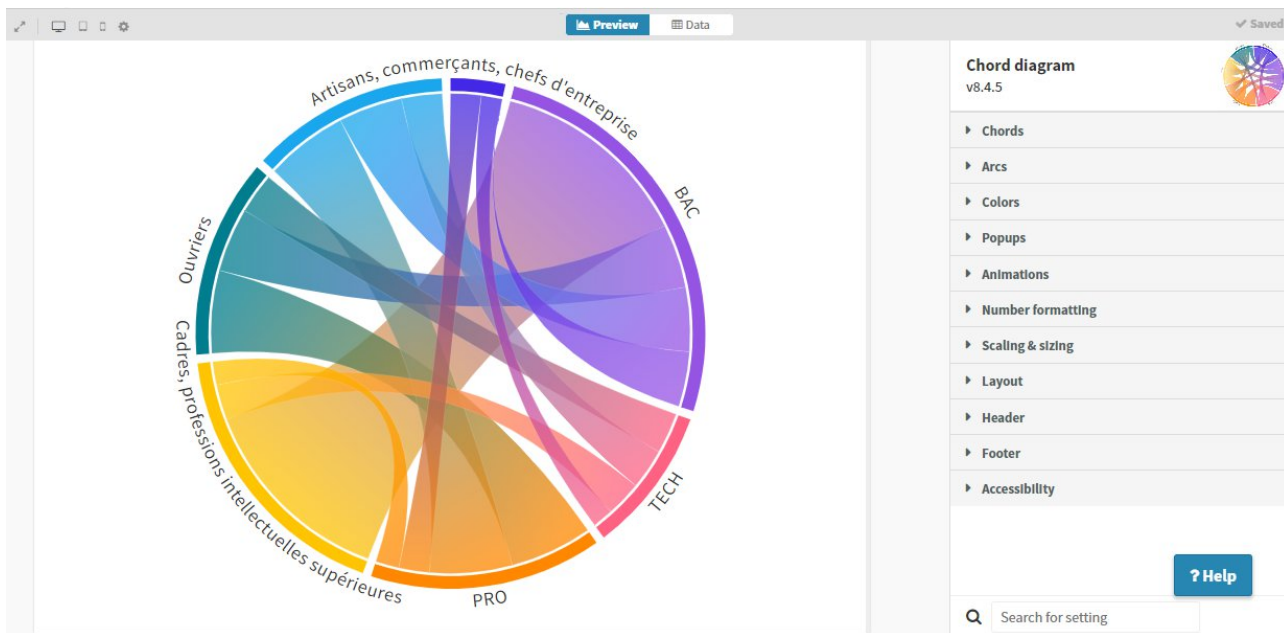 Preview
Data
Saved
Artisans, commerçants, chefs d'entreprise
BAC
Ouvriers
Cadres, professions intellectuelles supérieures
TECH
PRO
Chord diagram
v8.4.5
Chords
Arcs
Colors
Popups
Animations
Number formatting
Scaling & sizing
Layout
Header
Footer
Accessibility
? Help
Search for setting